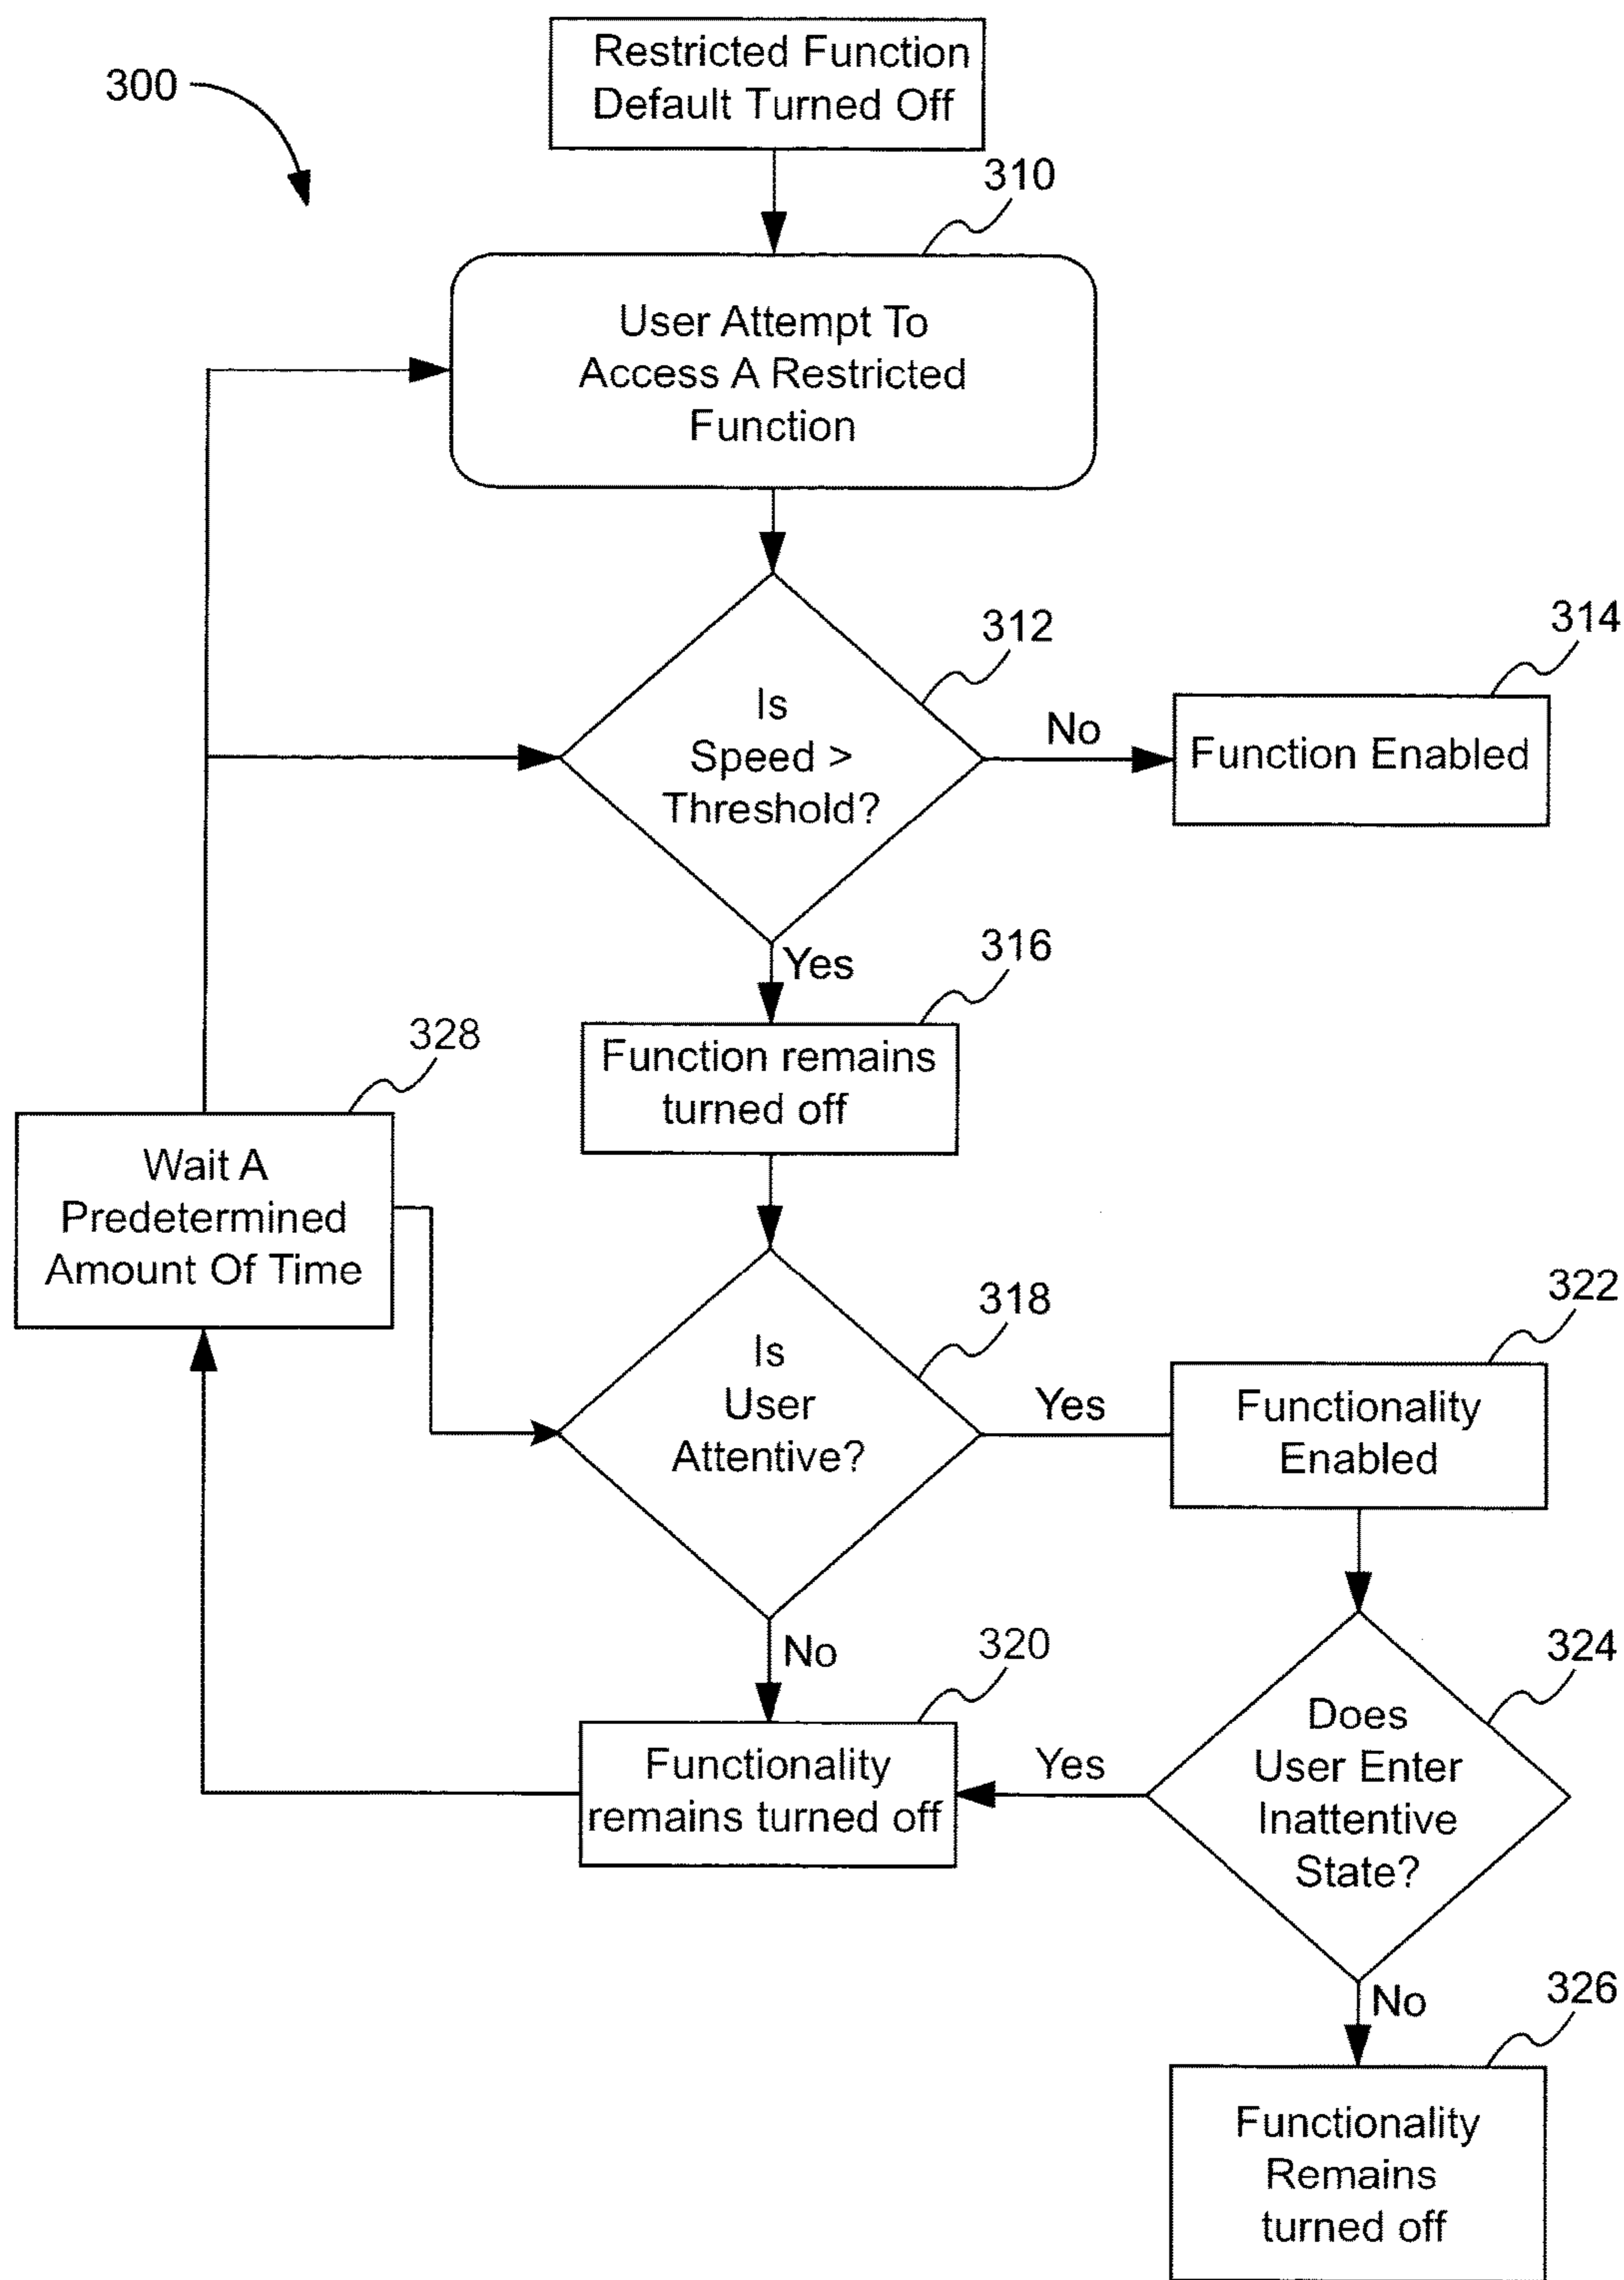 Restricted Function
Default Turned Off
300
310
User Attempt To
Access A Restricted
Function
312
314
Is
Speed >
Threshold?
No
Function Enabled
Yes
316
Function remains
turned off
328
Wait A
Predetermined
Amount Of Time
318
322
Is
User
Attentive?
Yes
Functionality
Enabled
No
320
324
Functionality
remains turned off
Yes
Does
User Enter
Inattentive
State?
No
326
Functionality
Remains
turned off